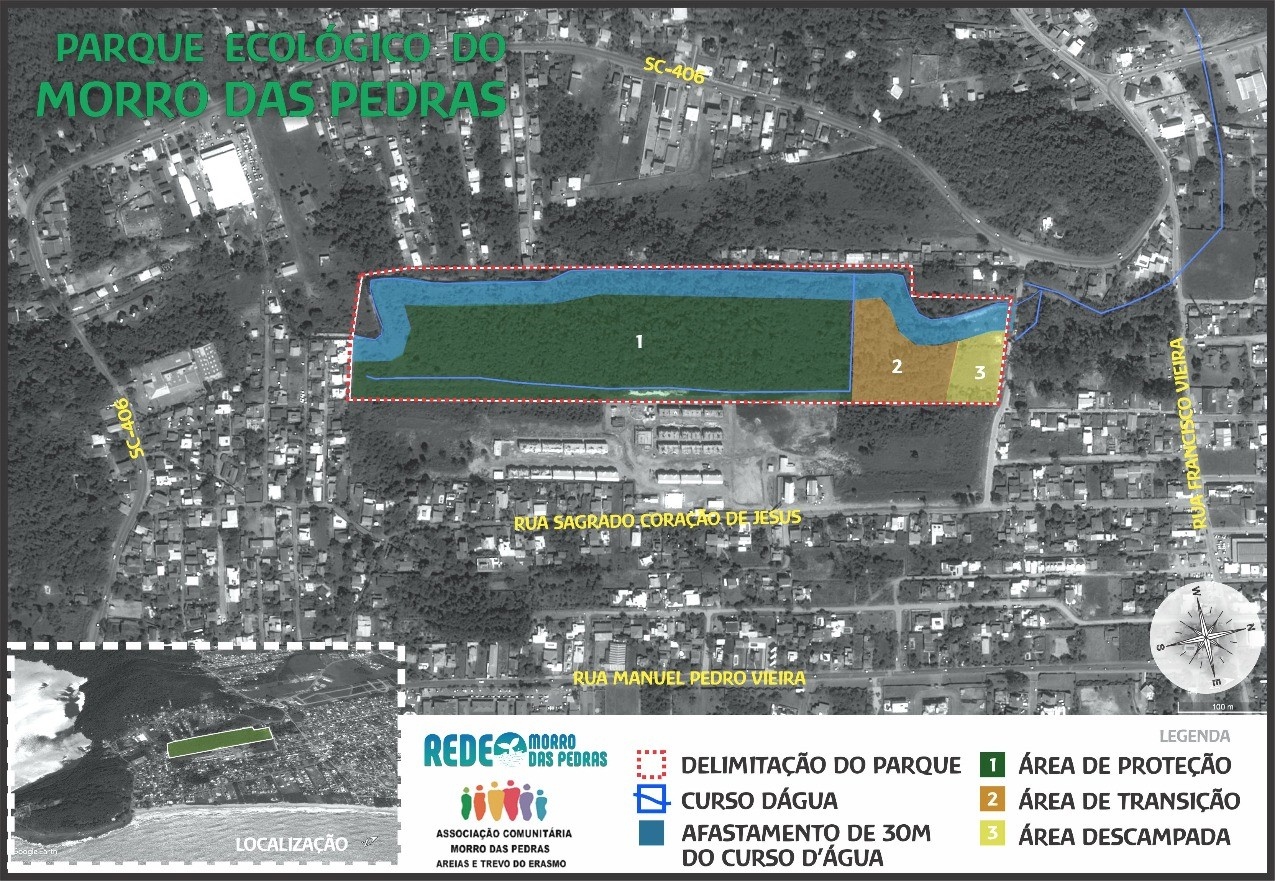 PARQUE ECOLÓGICO DO
MORRO DAS PEDRAS
SC-406
1
2
3
SC-406
RUA FRANCISCO VIEIRA
RUA SAGRADO CORAÇÃO DE JESUS
RUA MANUEL PEDRO VIEIRA
W
N
S
E
100 m
Google Earth
LOCALIZAÇÃO
REDE MORRO
DAS PEDRAS
ASSOCIAÇÃO COMUNITÁRIA
MORRO DAS PEDRAS
AREIAS E TREVO DO ERASMO
LEGENDA
DELIMITAÇÃO DO PARQUE
CURSO DÁGUA
AFASTAMENTO DE 30M
DO CURSO D'ÁGUA
1 ÁREA DE PROTEÇÃO
2 ÁREA DE TRANSIÇÃO
3 ÁREA DESCAMPADA